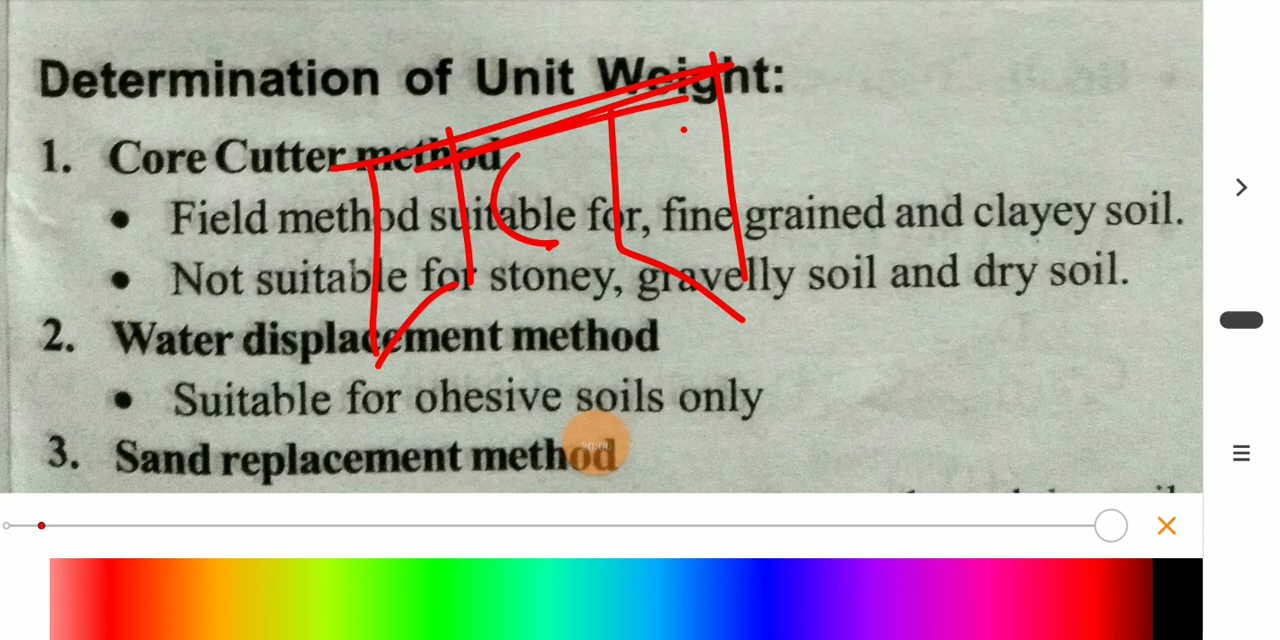 Determination of Unit Weight:
1. Core Cutter method
• Field method suitable for, fine grained and clayey soil.
• Not suitable for stoney, gravelly soil and dry soil.
2. Water displacement method
• Suitable for ohesive soils only
3. Sand replacement method